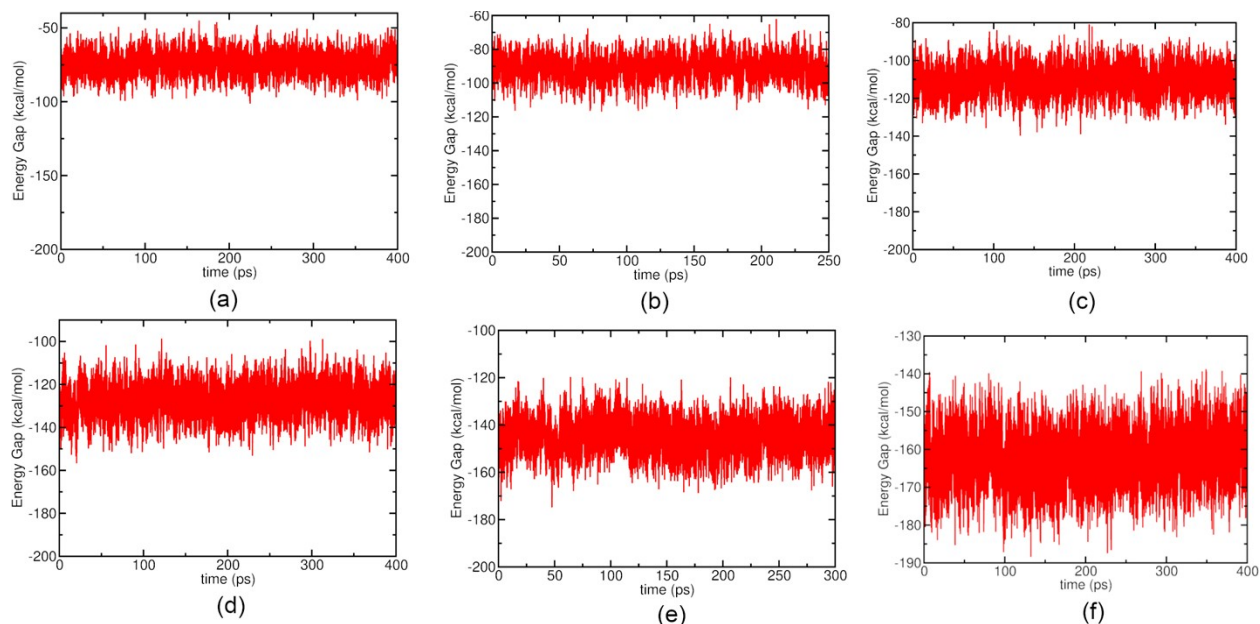 -50
-100
-150
-200
Energy Gap (kcal/mol)
0 100 200 300 400
time (ps)
(a)
-60
-80
-100
-120
-140
-160
-180
-200
Energy Gap (kcal/mol)
0 50 100 150 200 250
time (ps)
(b)
-80
-100
-120
-140
-160
-180
-200
Energy Gap (kcal/mol)
0 100 200 300 400
time (ps)
(c)
-100
-120
-140
-160
-180
-200
Energy Gap (kcal/mol)
0 100 200 300 400
time (ps)
(d)
-100
-120
-140
-160
-180
-200
Energy Gap (kcal/mol)
0 50 100 150 200 250 300
time (ps)
(e)
-130
-140
-150
-160
-170
-180
-190
Energy Gap (kcal/mol)
0 100 200 300 400
time (ps)
(f)